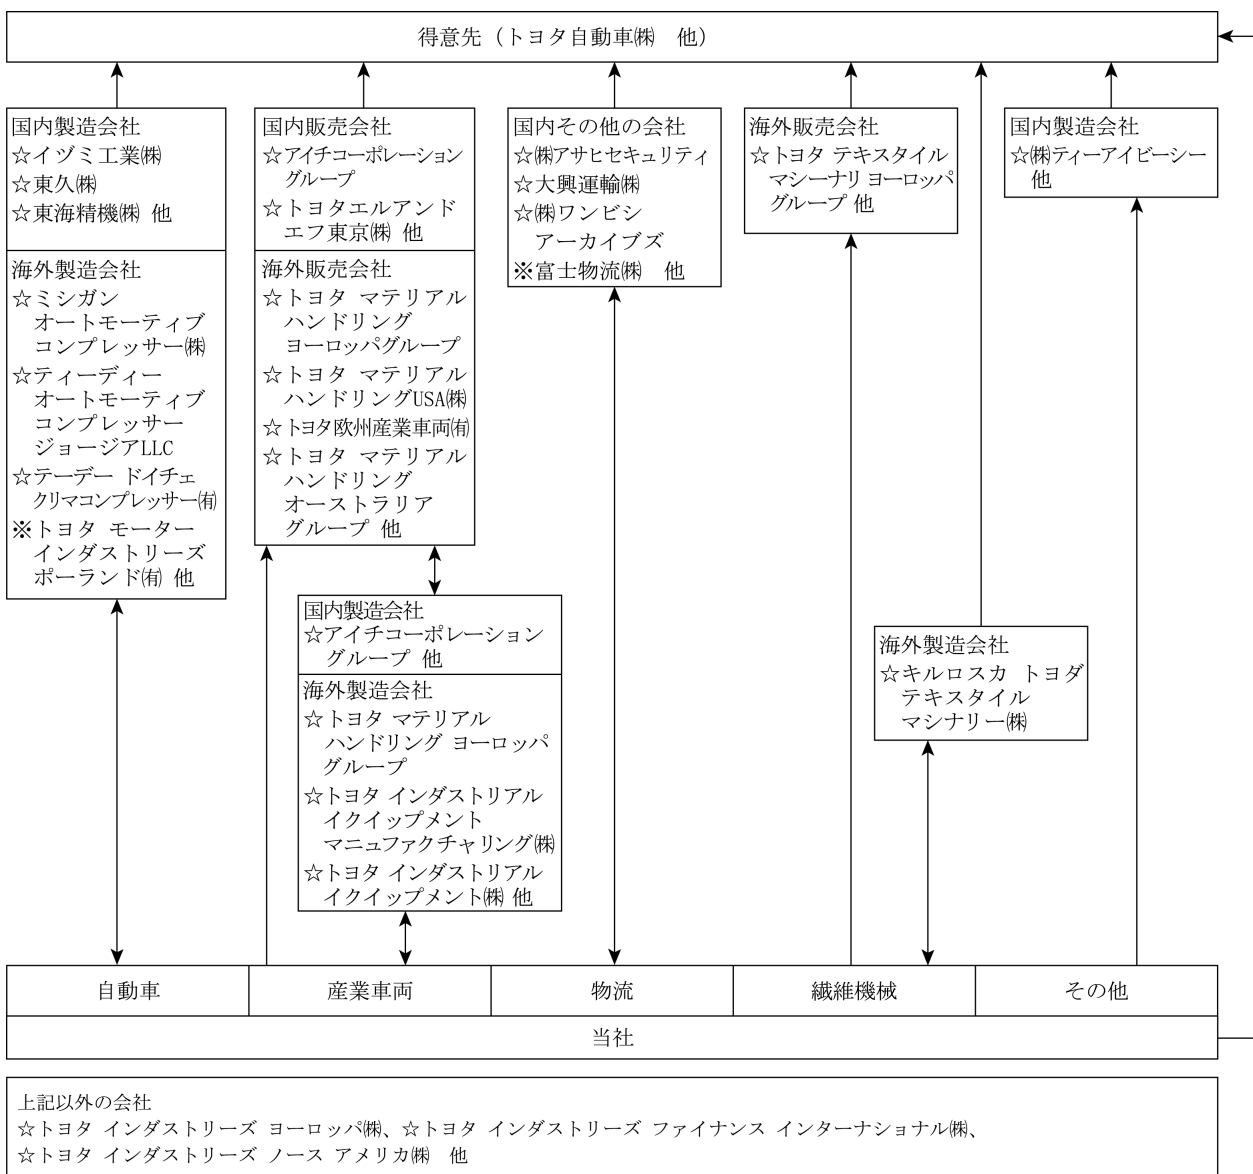 得意先（トヨタ自動車㈱　他）
国内製造会社
☆イヅミ工業㈱
☆東久㈱
☆東海精機㈱ 他
海外製造会社
☆ミシガン
オートモーティブ
コンプレッサー㈱
☆ティーディー
オートモーティブ
コンプレッサー
ジョージアLLC
☆テーデー ドイチェ
クリマコンプレッサー㈲
※トヨタ モーター
インダストリーズ
ポーランド㈲ 他
国内販売会社
☆アイチコーポレーション
グループ
☆トヨタエルアンド
エフ東京㈱ 他
海外販売会社
☆トヨタ マテリアル
ハンドリング
ヨーロッパグループ
☆トヨタ マテリアル
ハンドリングUSA㈱
☆トヨタ欧州産業車両㈲
☆トヨタ マテリアル
ハンドリング
オーストラリア
グループ 他
国内製造会社
☆アイチコーポレーション
グループ 他
海外製造会社
☆トヨタ マテリアル
ハンドリング ヨーロッパ
グループ
☆トヨタ インダストリアル
イクイップメント
マニュファクチャリング㈱
☆トヨタ インダストリアル
イクイップメント㈱ 他
国内その他の会社
☆㈱アサヒセキュリティ
☆大興運輸㈱
☆㈱ワンビシ
アーカイブズ
※富士物流㈱　他
海外販売会社
☆トヨタ テキスタイル
マシーナリ ヨーロッパ
グループ 他
海外製造会社
☆キルロスカ トヨダ
テキスタイル
マシナリー㈱
国内製造会社
☆㈱ティーアイビーシー
他
自動車
産業車両
物流
繊維機械
その他
当社
上記以外の会社
☆トヨタ インダストリーズ ヨーロッパ㈱、☆トヨタ インダストリーズ ファイナンス インターナショナル㈱、
☆トヨタ インダストリーズ ノース アメリカ㈱　他